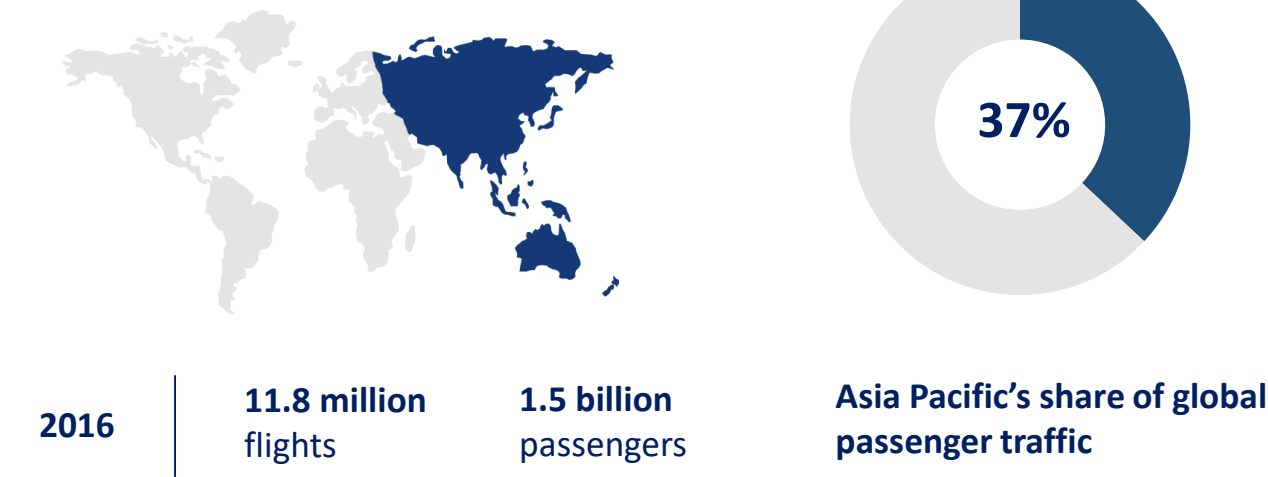 37%
2016
11.8 million
flights
1.5 billion
passengers
Asia Pacific’s share of global
passenger traffic